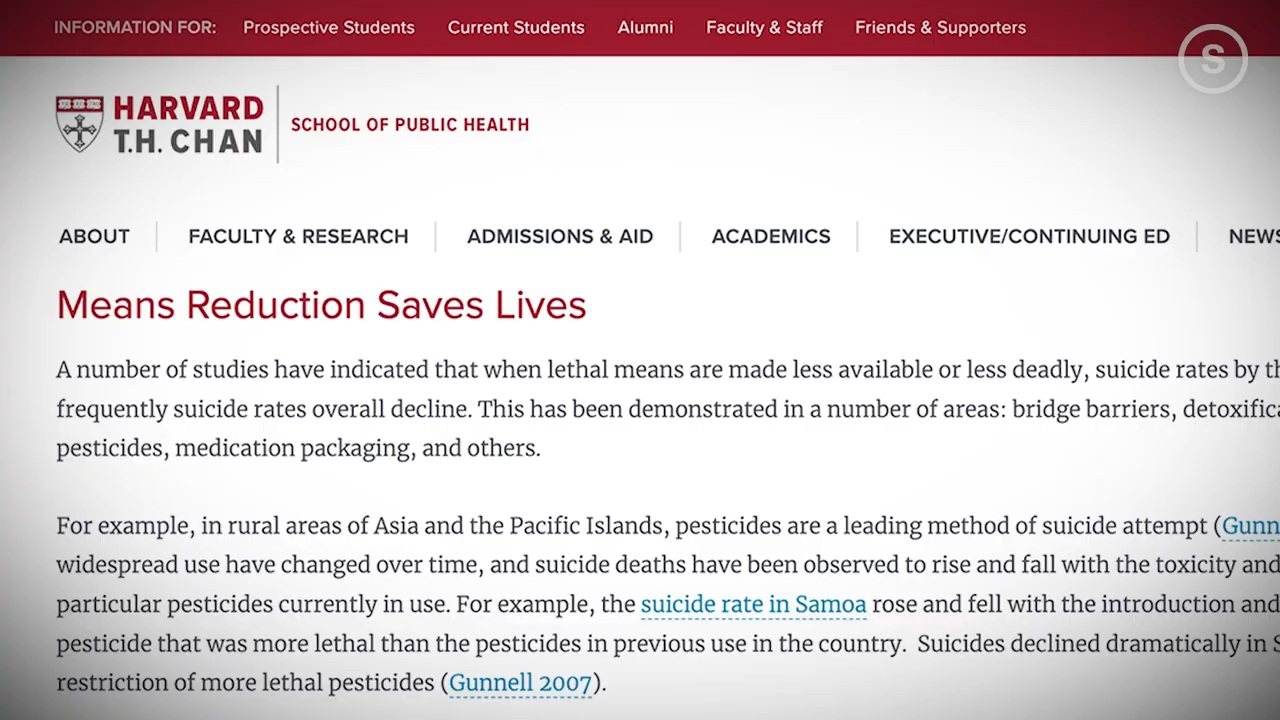 INFORMATION FOR: Prospective Students Current Students Alumni Faculty & Staff Friends & Supporters
S
HARVARD
T.H. CHAN
SCHOOL OF PUBLIC HEALTH
ABOUT FACULTY & RESEARCH ADMISSIONS & AID ACADEMICS EXECUTIVE/CONTINUING ED NEWS
Means Reduction Saves Lives
A number of studies have indicated that when lethal means are made less available or less deadly, suicide rates by
frequently suicide rates overall decline. This has been demonstrated in a number of areas: bridge barriers,
pesticides, medication packaging, and others.
For example, in rural areas of Asia and the Pacific Islands, pesticides are a leading method of suicide attempt (
widespread use have changed over time, and suicide deaths have been observed to rise and fall with the toxicity and
particular pesticides currently in use. For example, the suicide rate in Samoa rose and fell with the introduction and
pesticide that was more lethal than the pesticides in previous use in the country. Suicides declined dramatically in
restriction of more lethal pesticides (Gunnell 2007).